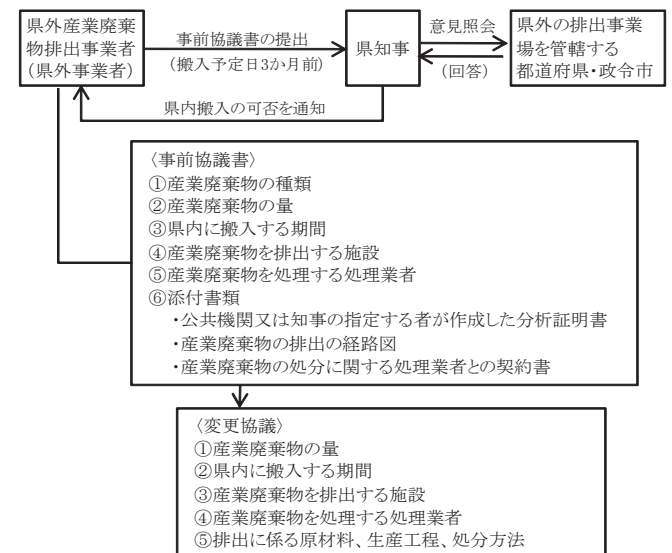 県外産業廃棄
物排出事業者
(県外事業者)
事前協議書の提出
(搬入予定日3か月前)
県知事
意見照会
(回答)
県外の排出事業
場を管轄する
都道府県・政令市
県内搬入の可否を通知
〈事前協議書〉
①産業廃棄物の種類
②産業廃棄物の量
③県内に搬入する期間
④産業廃棄物を排出する施設
⑤産業廃棄物を処理する処理業者
⑥添付書類
・公共機関又は知事の指定する者が作成した分析証明書
・産業廃棄物の排出の経路図
・産業廃棄物の処分に関する処理業者との契約書
〈変更協議〉
①産業廃棄物の量
②県内に搬入する期間
③産業廃棄物を排出する施設
④産業廃棄物を処理する処理業者
⑤排出に係る原材料、生産工程、処分方法